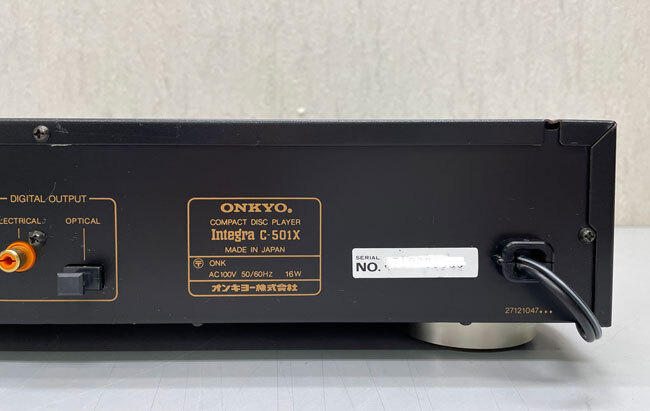 DIGITAL OUTPUT
ELECTRICAL OPTICAL
ONKYO®
COMPACT DISC PLAYER
Integra C-501X
MADE IN JAPAN
〒 ONK
AC100V 50/60Hz 16W
オンキヨー株式会社
SERIAL
NO.
27121047